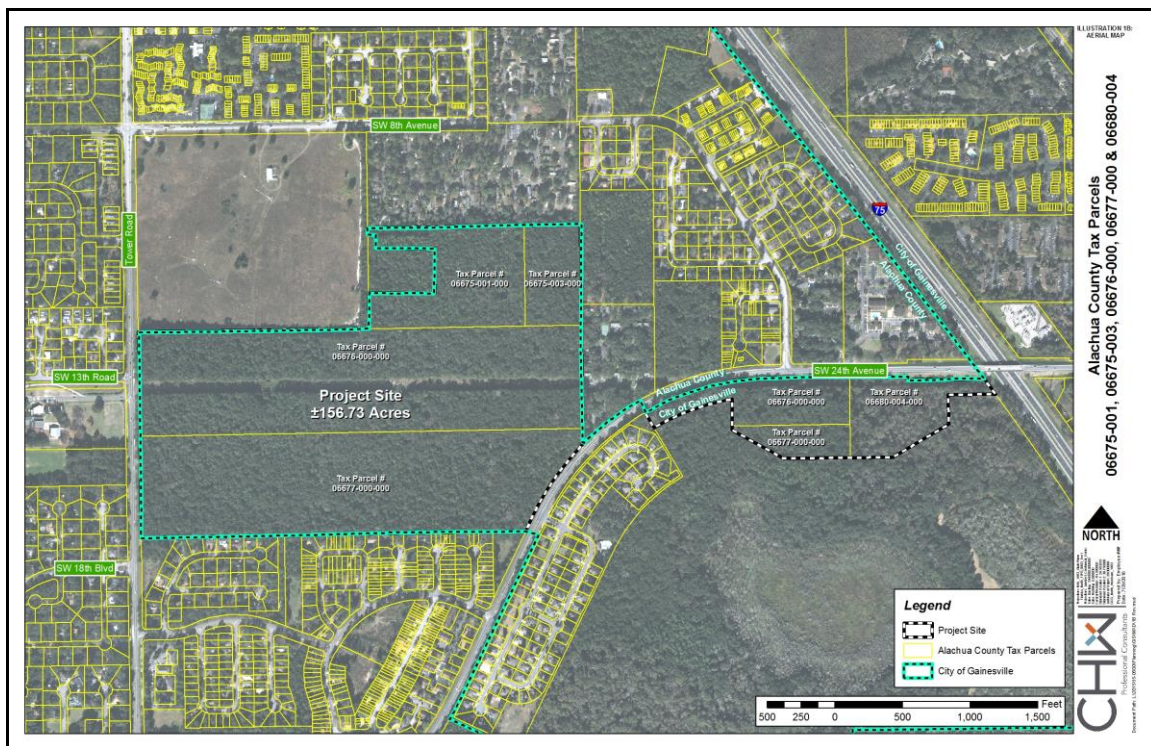 ILLUSTRATION 1B:
AERIAL MAP
SW 8th Avenue
Tower Road
75
City of Gainesville
Alachua County
Tax Parcel #
06675-001-000
Tax Parcel #
06675-003-000
Tax Parcel #
06676-000-000
SW 13th Road
SW 24th Avenue
Project Site
±156.73 Acres
Alachua County
City of Gainesville
Tax Parcel #
06676-000-000
Tax Parcel #
06680-004-000
Tax Parcel #
06677-000-000
Tax Parcel #
06677-000-000
SW 18th Blvd
Legend
Project Site
Alachua County Tax Parcels
City of Gainesville
Feet
500 250 0 500 1,000 1,500
Alachua County Tax Parcels
06675-001, 06675-003, 06676-000, 06677-000 & 06680-004
NORTH
CHW
Professional Consultants